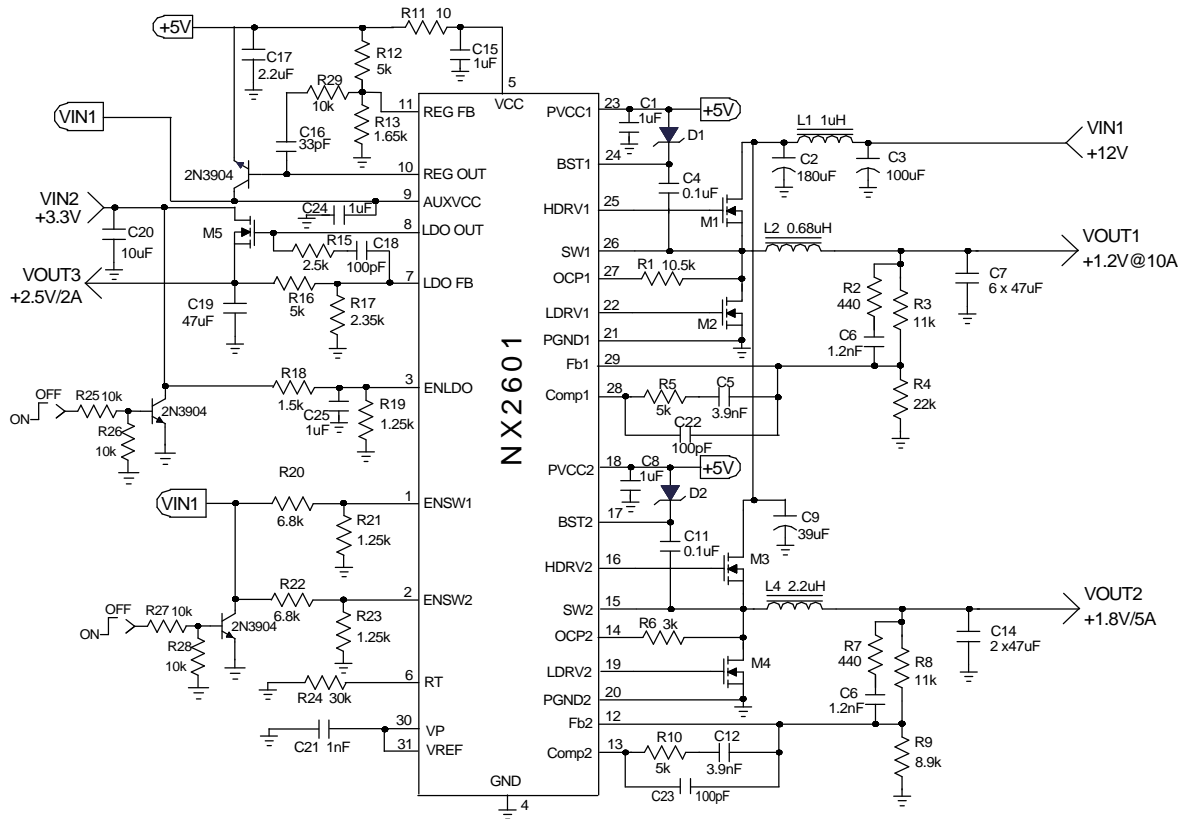 +5V
R11 10
C17
2.2uF
R12
5k
C15
1uF
5
VCC
R29
10k
11
REG FB
R13
1.65k
C16
33pF
VIN1
2N3904
10
REG OUT
9
AUXVCC
C24
1uF
VIN2
+3.3V
C20
10uF
M5
8
LDO OUT
R15
2.5k
C18
100pF
7
LDO FB
VOUT3
+2.5V/2A
C19
47uF
R16
5k
R17
2.35k
R18
1.5k
3
ENLDO
C25
1uF
R19
1.25k
OFF
ON
R25 10k
2N3904
R26
10k
R20
6.8k
VIN1
1
ENSW1
R21
1.25k
R22
6.8k
2
ENSW2
R23
1.25k
OFF
ON
R27 10k
2N3904
R28
10k
R24 30k
6
RT
C21 1nF
30
VP
31
VREF
GND
4
NX2601
23
PVCC1
C1
1uF
+5V
D1
24
BST1
C4
0.1uF
L1 1uH
VIN1
+12V
C2
180uF
C3
100uF
25
HDRV1
M1
26
SW1
L2 0.68uH
VOUT1
+1.2V@10A
27
OCP1
R1 10.5k
C7
6 x 47uF
R2
440
R3
11k
22
LDRV1
M2
21
PGND1
C6
1.2nF
29
Fb1
28
Comp1
R5
5k
C5
3.9nF
R4
22k
C22
100pF
18
PVCC2
C8
1uF
+5V
D2
17
BST2
C11
0.1uF
C9
39uF
16
HDRV2
M3
15
SW2
L4 2.2uH
VOUT2
+1.8V/5A
14
OCP2
R6 3k
C14
2 x47uF
R7
440
R8
11k
19
LDRV2
M4
20
PGND2
C6
1.2nF
12
Fb2
13
Comp2
R10
5k
C12
3.9nF
R9
8.9k
C23
100pF